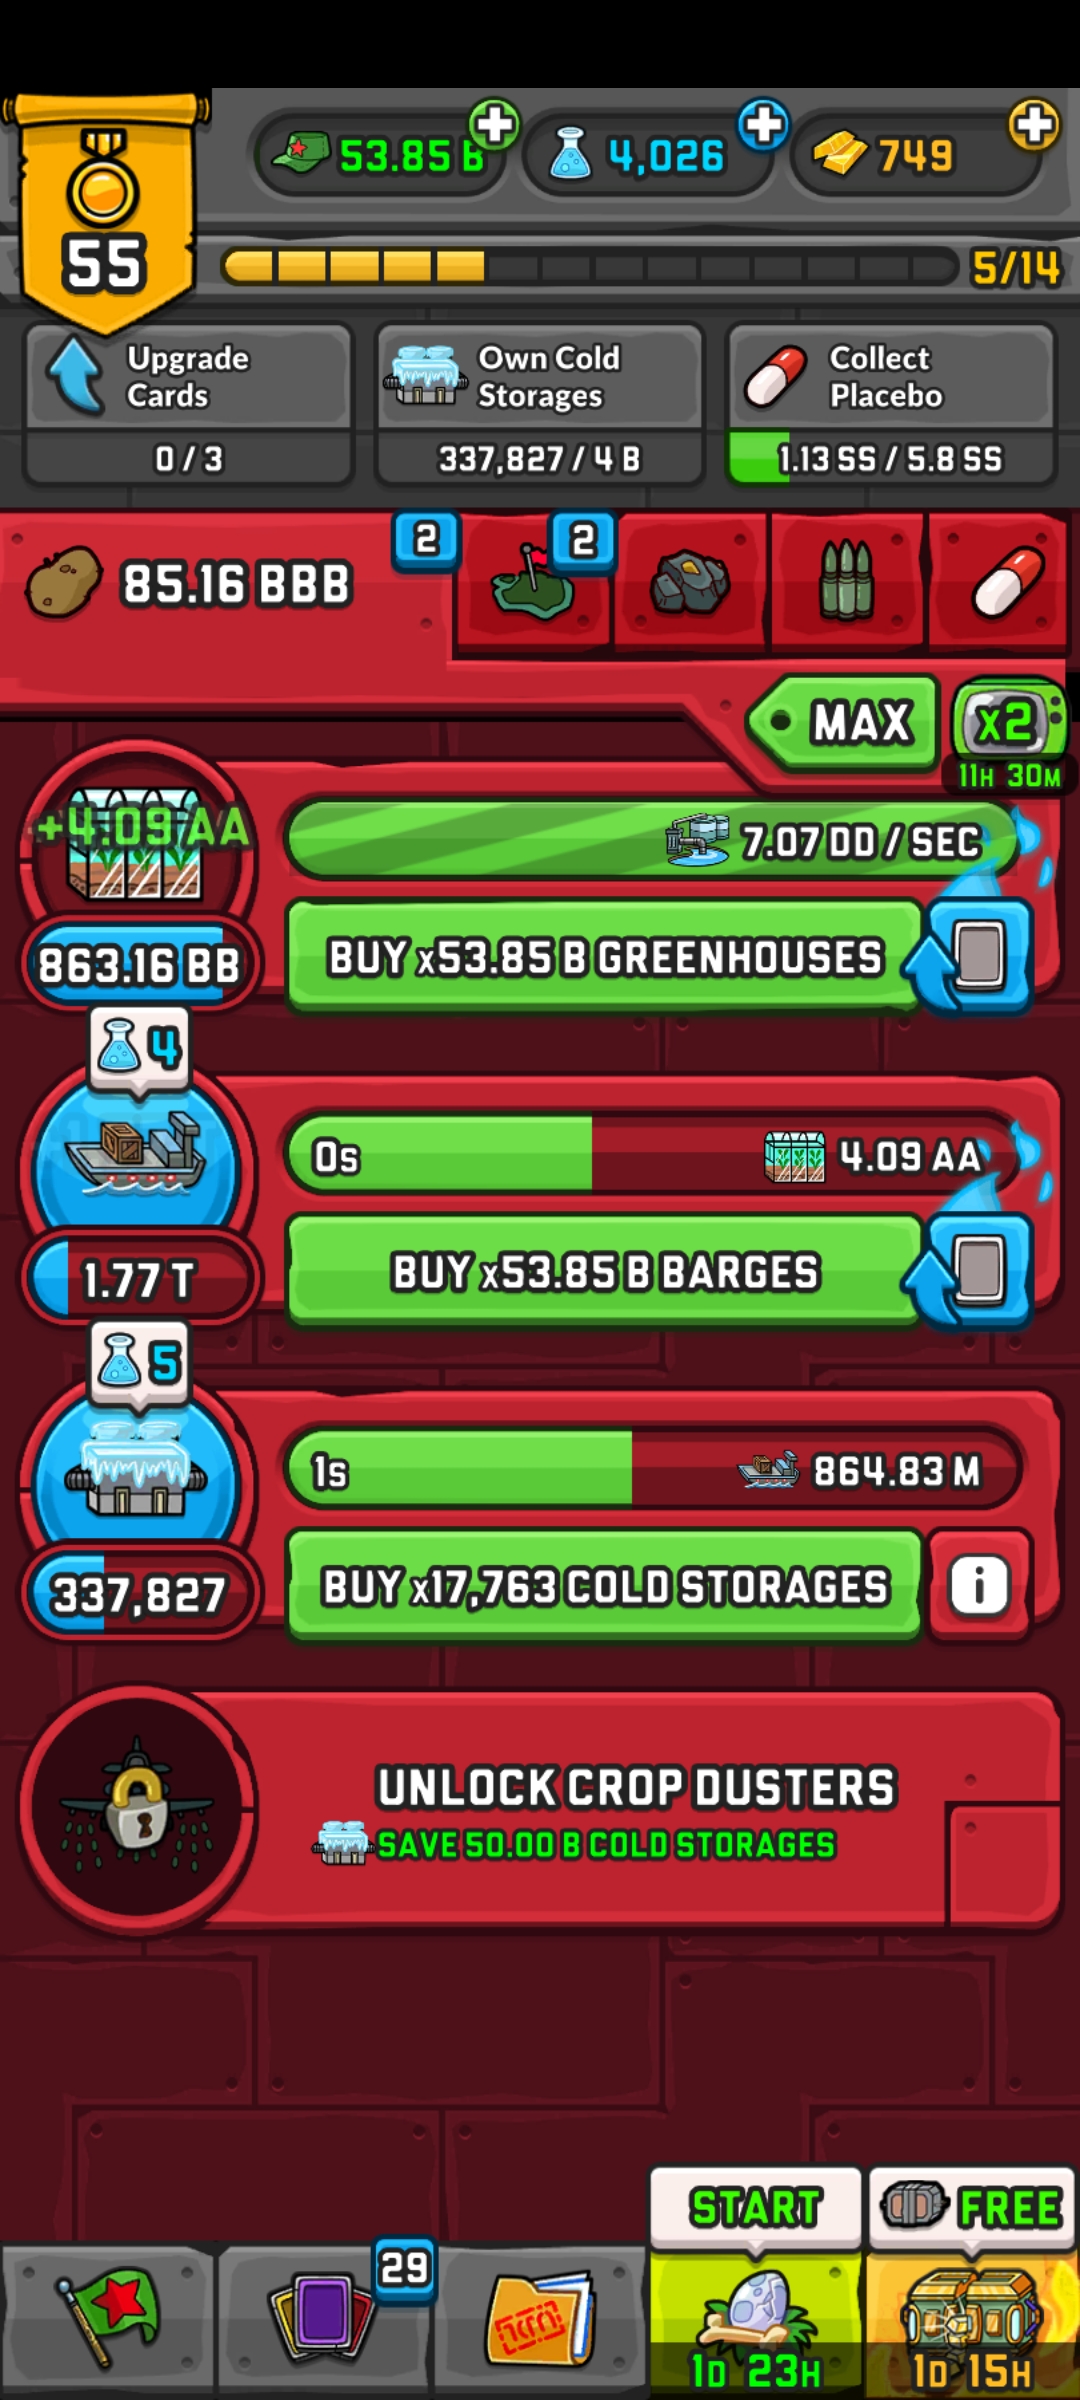 55
53.85 B
4,026
749
5/14
Upgrade
Cards
0 / 3
Own Cold
Storages
337,827 / 4 B
Collect
Placebo
1.13 SS / 5.8 SS
85.16 BBB
2
2
MAX
x2
11H 30M
+4.09 AA
7.07 DD / SEC
863.16 BB
BUY x53.85 B GREENHOUSES
4
0s
4.09 AA
1.77 T
BUY x53.85 B BARGES
5
1s
864.83 M
337,827
BUY x17,763 COLD STORAGES
i
UNLOCK CROP DUSTERS
SAVE 50.00 B COLD STORAGES
29
START
1D 23H
FREE
1D 15H